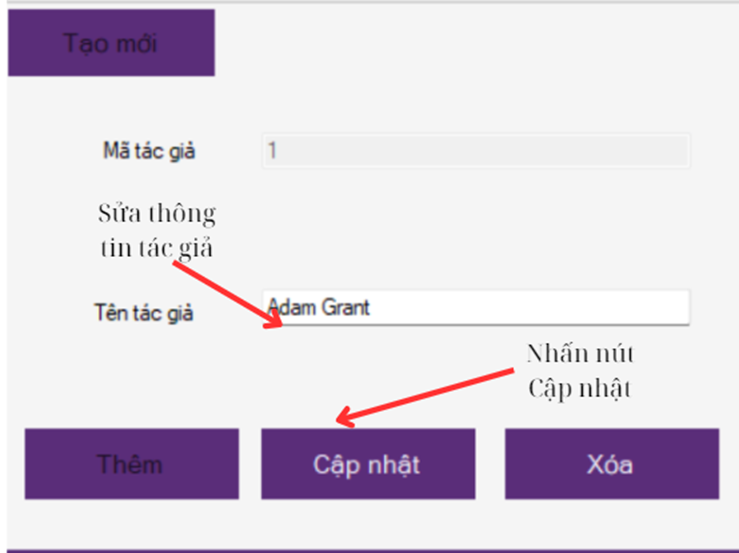 Tạo mới
Mã tác giả
1
Sửa thông
tin tác giả
Tên tác giả
Adam Grant
Nhấn nút
Cập nhật
Thêm
Cập nhật
Xóa